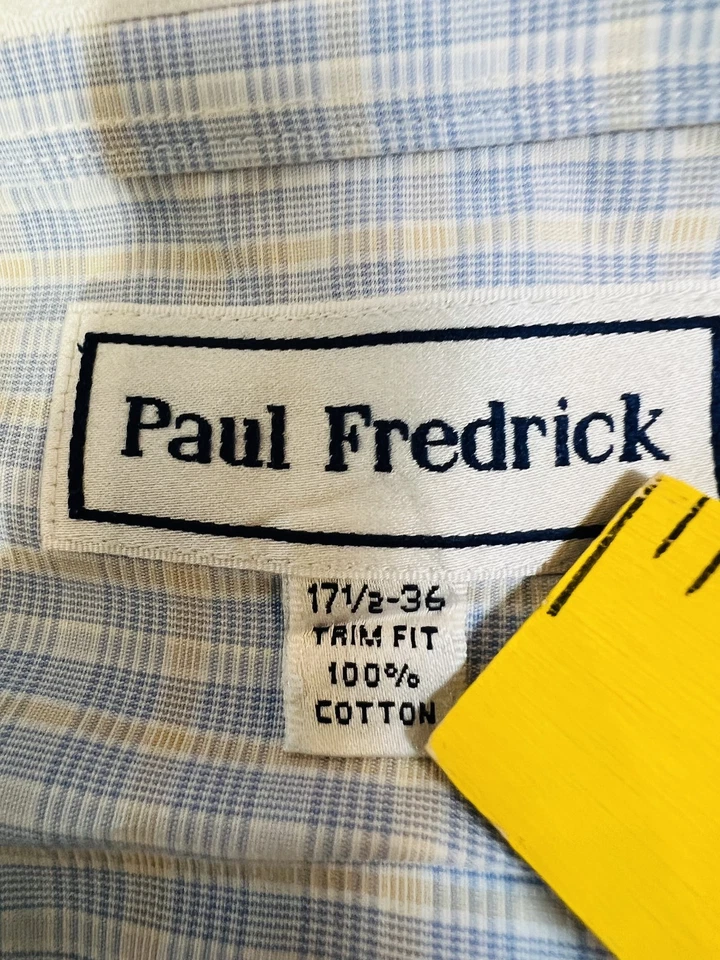 Paul Fredrick
17½-36
TRIM FIT
100%
COTTON